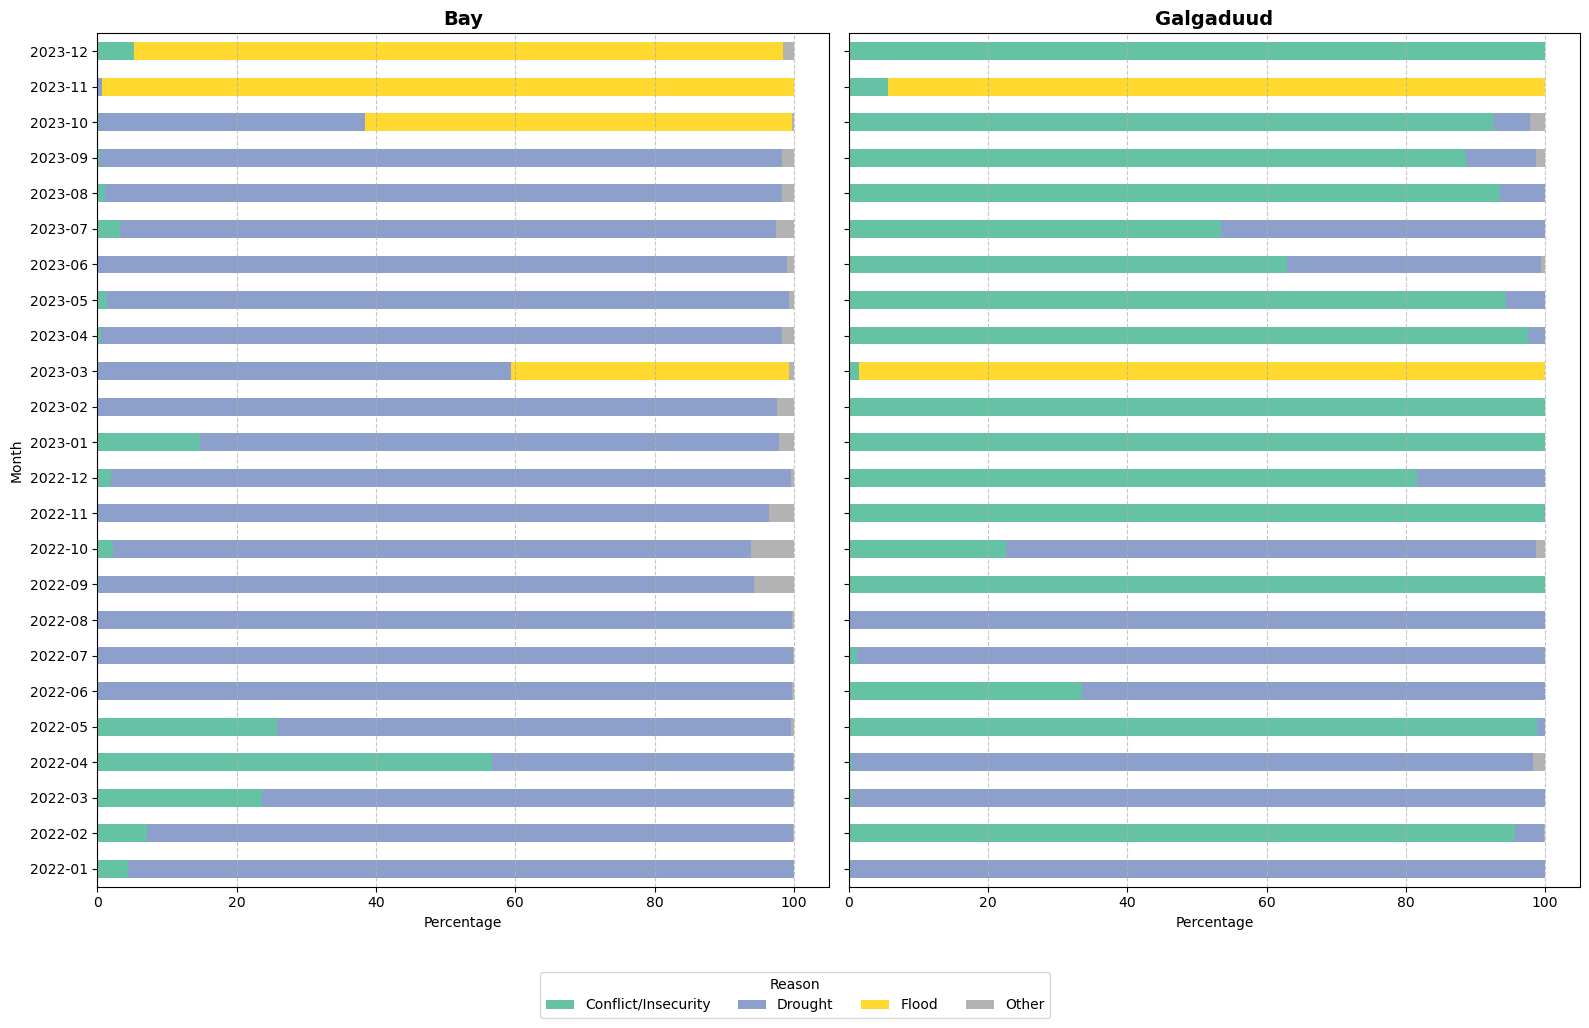 Bay
Galgaduud
2023-12
2023-11
2023-10
2023-09
2023-08
2023-07
2023-06
2023-05
2023-04
2023-03
2023-02
2023-01
2022-12
2022-11
2022-10
2022-09
2022-08
2022-07
2022-06
2022-05
2022-04
2022-03
2022-02
2022-01
Month
0 20 40 60 80 100
0 20 40 60 80 100
Percentage
Percentage
Reason
Conflict/Insecurity Drought Flood Other